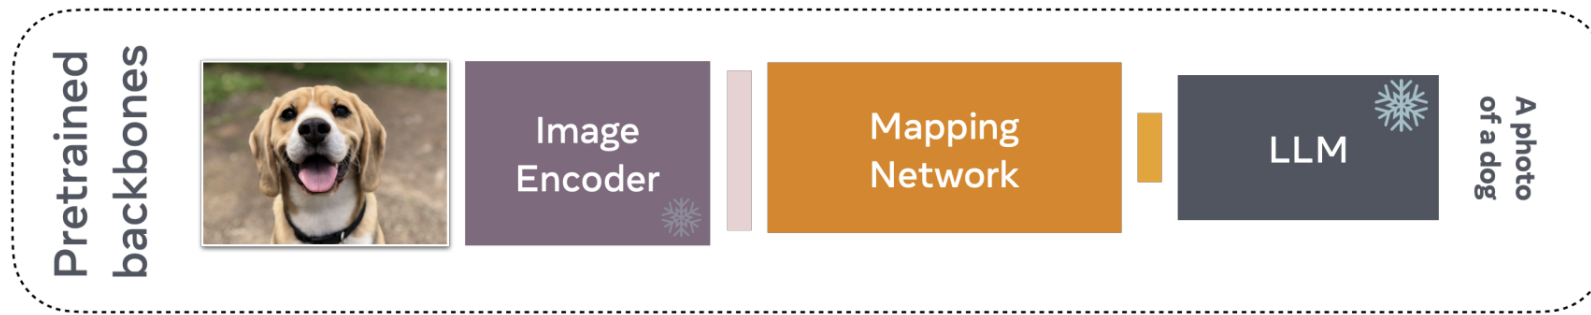 Pretrained
backbones
Image
Encoder
Mapping
Network
LLM
A photo
of a dog